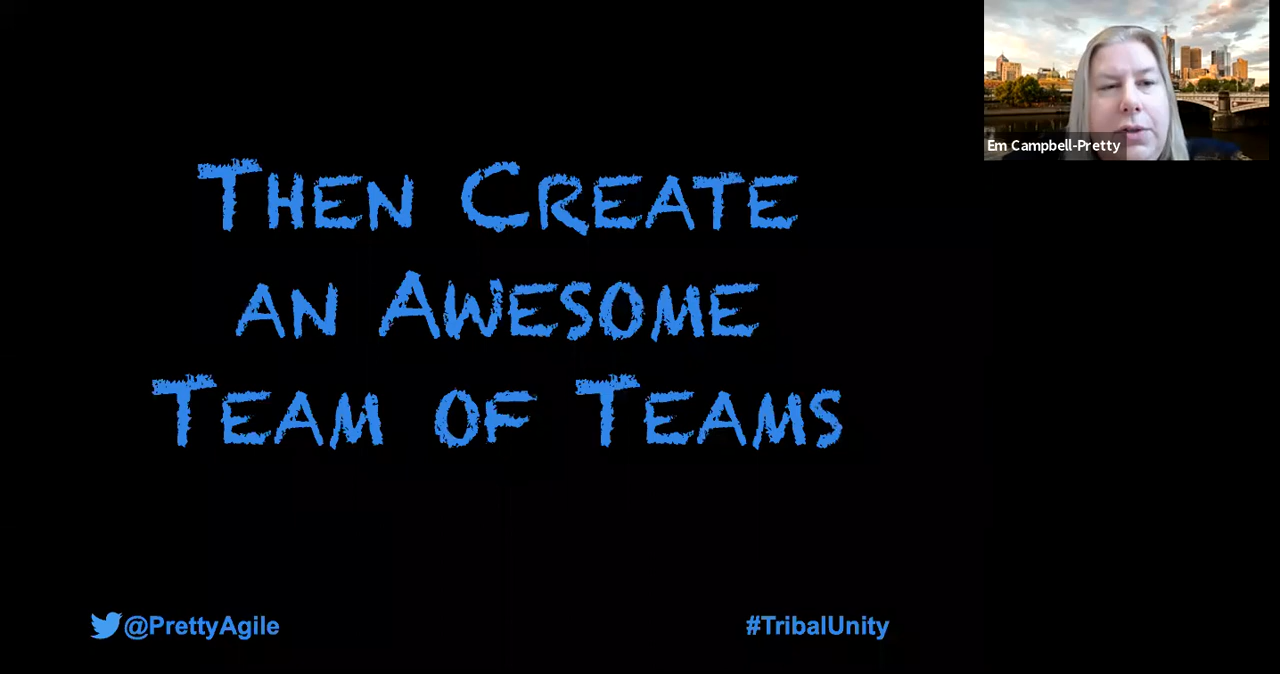 Em Campbell-Pretty
Then Create
an Awesome
Team of Teams
@PrettyAgile
#TribalUnity